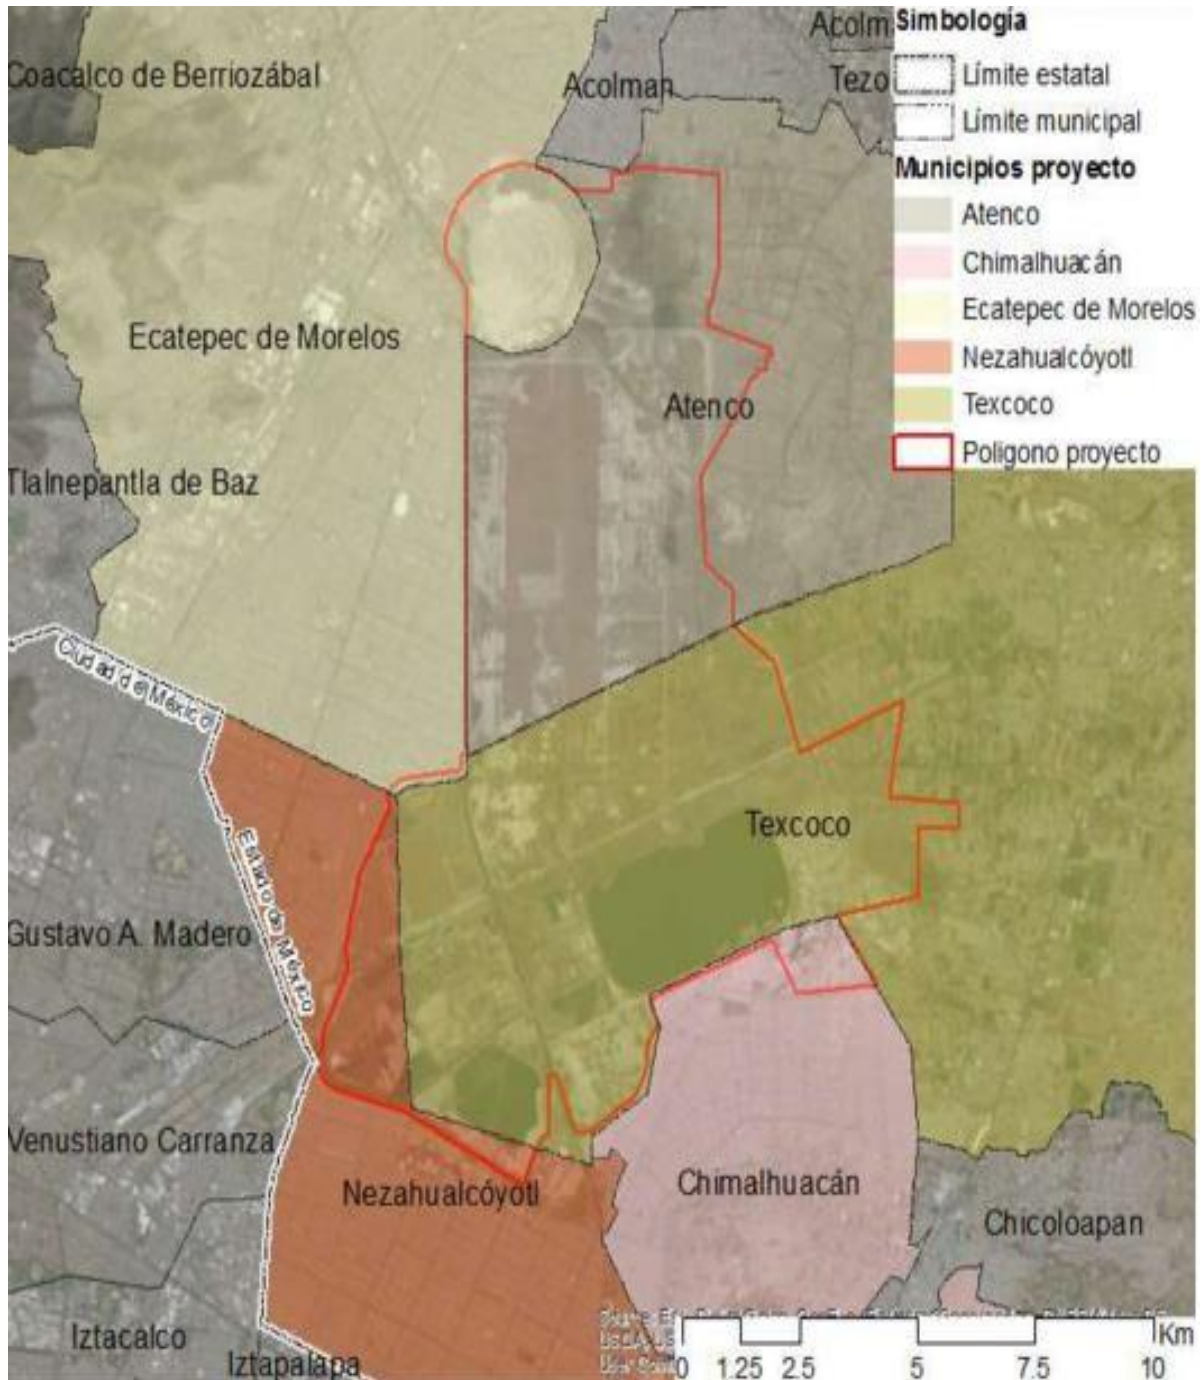 Coacalco de Berriozábal
Acolman
Acolm
Tezo
Simbología
Límite estatal
Límite municipal
Municipios proyecto
Atenco
Chimalhuacán
Ecatepec de Morelos
Nezahualcóyotl
Texcoco
Poligono proyecto
Ecatepec de Morelos
Atenco
Tlalnepantla de Baz
Ciudad de México
Estado de México
Texcoco
Gustavo A. Madero
Venustiano Carranza
Nezahualcóyotl
Chimalhuacán
Chicoloapan
Iztacalco
Iztapalapa
Km
0 1.25 2.5 5 7.5 10